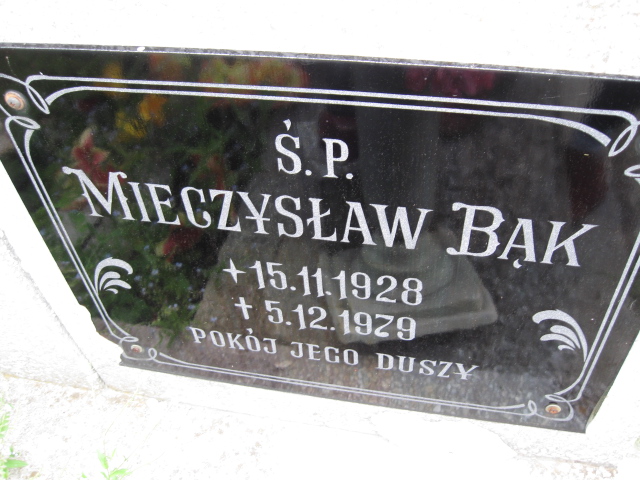 Ś.P.
MIECZYSŁAW BĄK
+15.11.1928
+5.12.1979
POKÓJ JEGO DUSZY